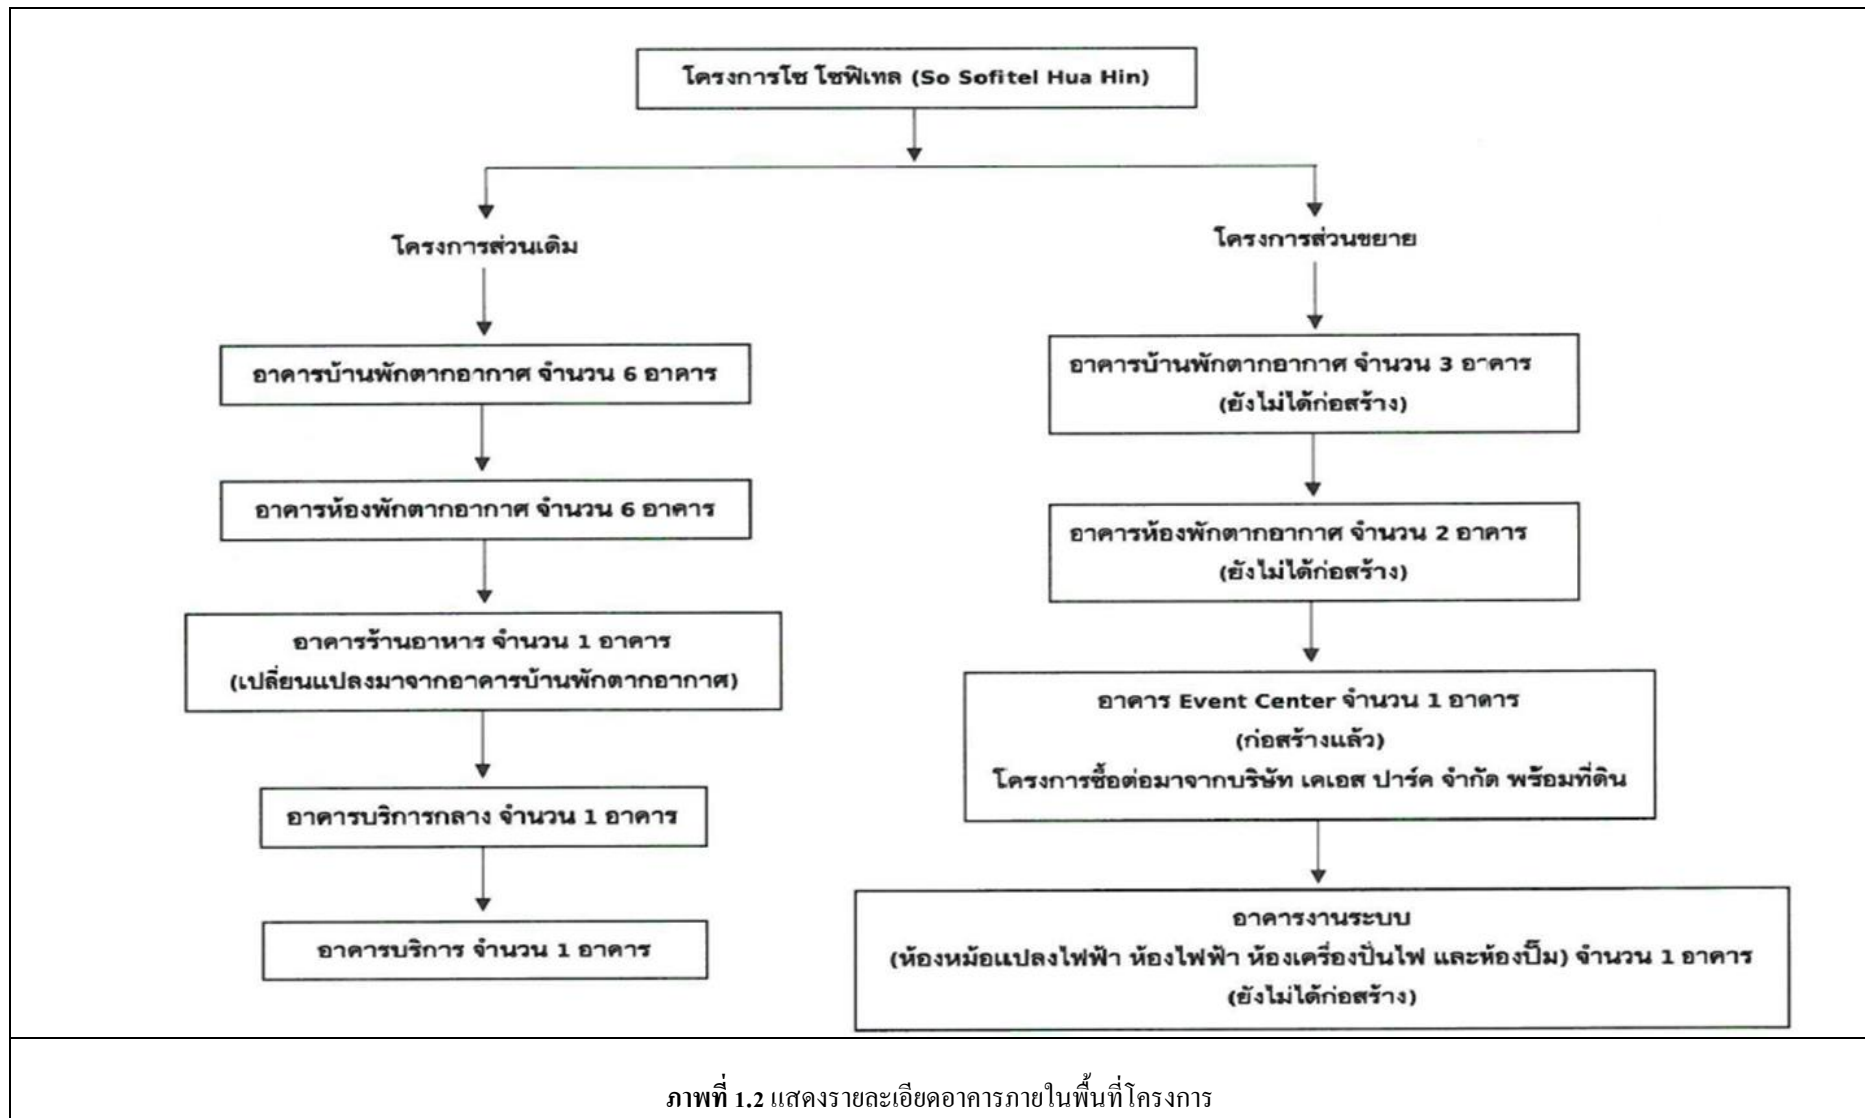 โครงการโซ โซฟิเทล (So Sofitel Hua Hin)
โครงการส่วนเดิม
อาคารบ้านพักตากอากาศ จำนวน 6 อาคาร
อาคารห้องพักตากอากาศ จำนวน 6 อาคาร
อาคารร้านอาหาร จำนวน 1 อาคาร
(เปลี่ยนแปลงมาจากอาคารบ้านพักตากอากาศ)
อาคารบริการกลาง จำนวน 1 อาคาร
อาคารบริการ จำนวน 1 อาคาร
โครงการส่วนขยาย
อาคารบ้านพักตากอากาศ จำนวน 3 อาคาร
(ยังไม่ได้ก่อสร้าง)
อาคารห้องพักตากอากาศ จำนวน 2 อาคาร
(ยังไม่ได้ก่อสร้าง)
อาคาร Event Center จำนวน 1 อาคาร
(ก่อสร้างแล้ว)
โครงการซื้อต่อมาจากบริษัท เคเอส ปาร์ค จำกัด พร้อมที่ดิน
อาคารงานระบบ
(ห้องหม้อแปลงไฟฟ้า ห้องไฟฟ้า ห้องเครื่องปั่นไฟ และห้องปั๊ม) จำนวน 1 อาคาร
(ยังไม่ได้ก่อสร้าง)
ภาพที่ 1.2 แสดงรายละเอียดอาคารภายในพื้นที่โครงการ